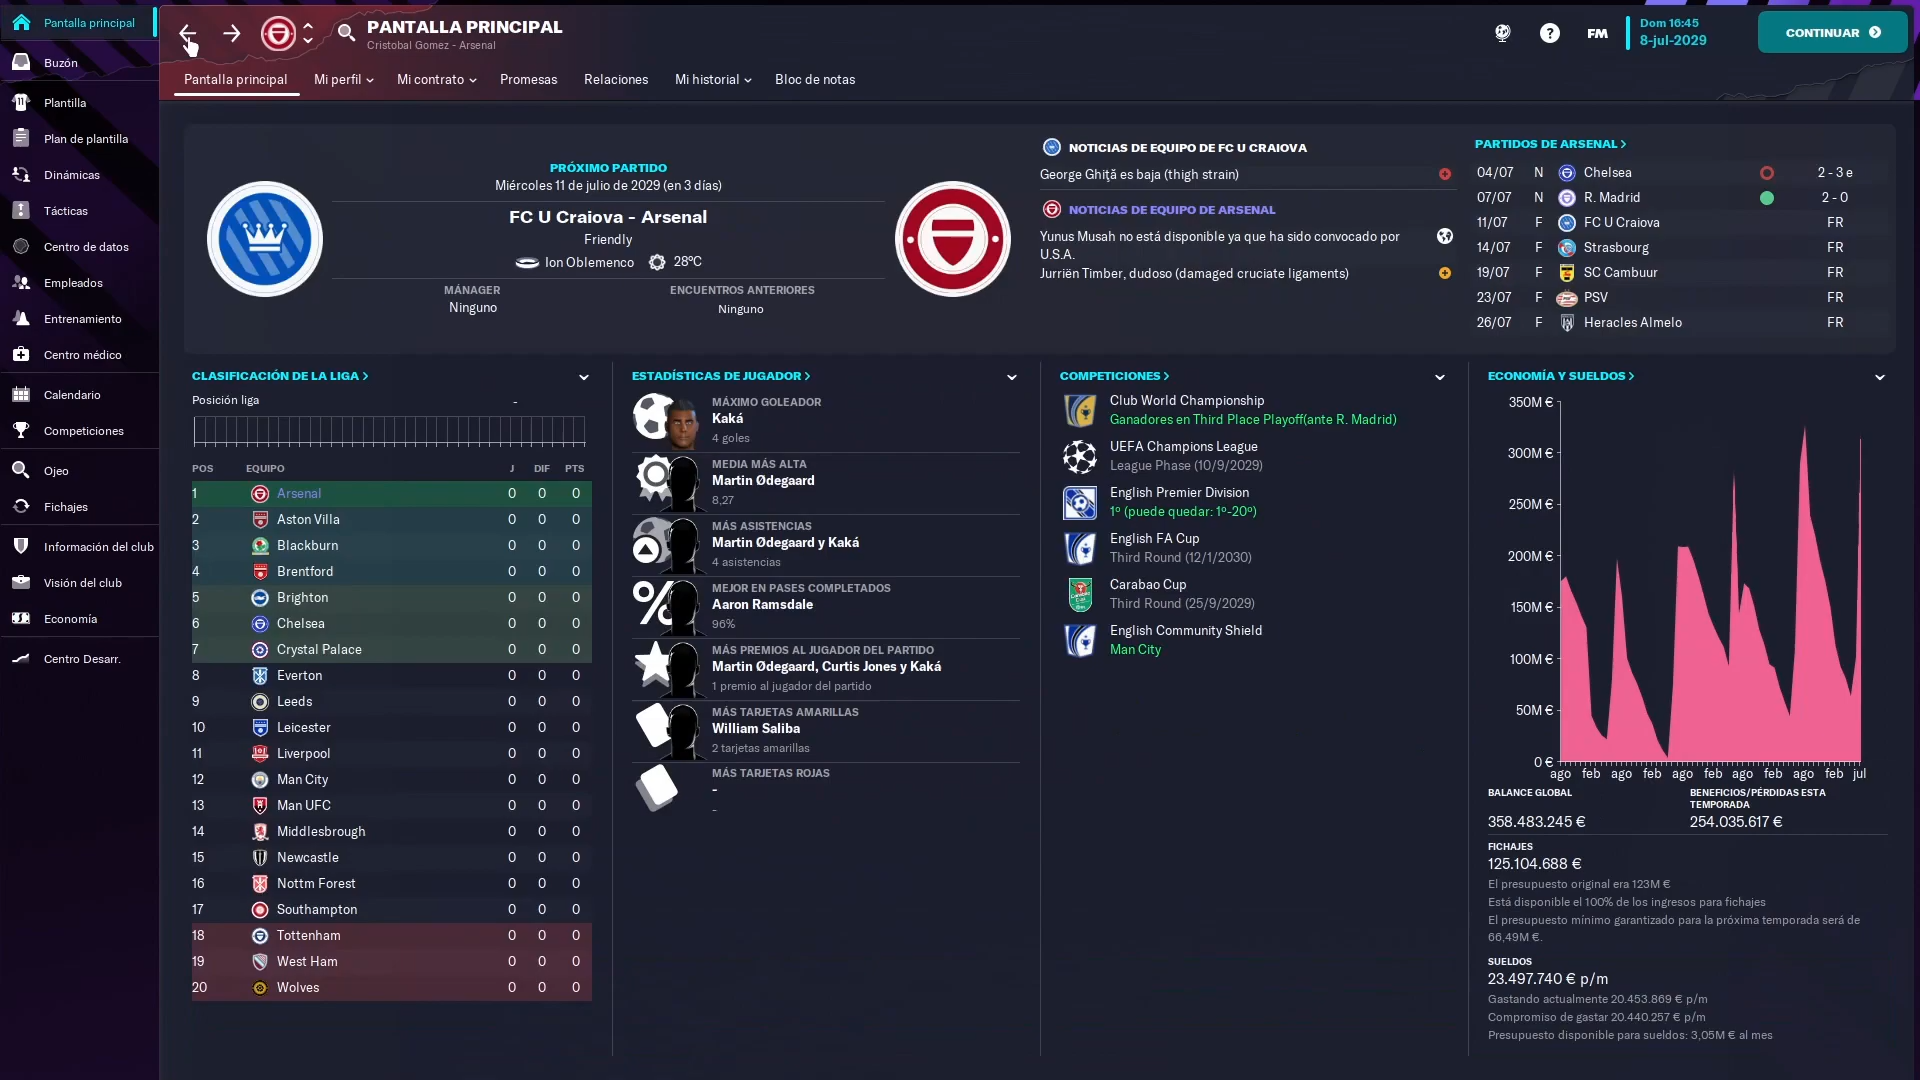 Pantalla principal
Buzón
Plantilla
Plan de plantilla
Dinámicas
Tácticas
Centro de datos
Empleados
Entrenamiento
Centro médico
Calendario
Competiciones
Ojeo
Fichajes
Información del club
Visión del club
Economía
Centro Desarr.
PANTALLA PRINCIPAL
Cristobal Gomez - Arsenal
FM
Dom 16:45
8-jul-2029
CONTINUAR
Pantalla principal
Mi perfil
Mi contrato
Promesas
Relaciones
Mi historial
Bloc de notas
PRÓXIMO PARTIDO
Miércoles 11 de julio de 2029 (en 3 días)
FC U Craiova - Arsenal
Friendly
Ion Oblemenco 28ºC
MÁNAGER
Ninguno
ENCUENTROS ANTERIORES
Ninguno
NOTICIAS DE EQUIPO DE FC U CRAIOVA
George Ghiță es baja (thigh strain)
NOTICIAS DE EQUIPO DE ARSENAL
Yunus Musah no está disponible ya que ha sido convocado por
U.S.A.
Jurriën Timber, dudoso (damaged cruciate ligaments)
PARTIDOS DE ARSENAL
04/07 N Chelsea 2 - 3 e
07/07 N R. Madrid 2 - 0
11/07 F FC U Craiova FR
14/07 F Strasbourg FR
19/07 F SC Cambuur FR
23/07 F PSV FR
26/07 F Heracles Almelo FR
CLASIFICACIÓN DE LA LIGA
Posición liga -
POS EQUIPO J DIF PTS
1 Arsenal 0 0 0
2 Aston Villa 0 0 0
3 Blackburn 0 0 0
4 Brentford 0 0 0
5 Brighton 0 0 0
6 Chelsea 0 0 0
7 Crystal Palace 0 0 0
8 Everton 0 0 0
9 Leeds 0 0 0
10 Leicester 0 0 0
11 Liverpool 0 0 0
12 Man City 0 0 0
13 Man UFC 0 0 0
14 Middlesbrough 0 0 0
15 Newcastle 0 0 0
16 Nottm Forest 0 0 0
17 Southampton 0 0 0
18 Tottenham 0 0 0
19 West Ham 0 0 0
20 Wolves 0 0 0
ESTADÍSTICAS DE JUGADOR
MÁXIMO GOLEADOR
Kaká
4 goles
MEDIA MÁS ALTA
Martin Ødegaard
8,27
MÁS ASISTENCIAS
Martin Ødegaard y Kaká
4 asistencias
MEJOR EN PASES COMPLETADOS
Aaron Ramsdale
96%
MÁS PREMIOS AL JUGADOR DEL PARTIDO
Martin Ødegaard, Curtis Jones y Kaká
1 premio al jugador del partido
MÁS TARJETAS AMARILLAS
William Saliba
2 tarjetas amarillas
MÁS TARJETAS ROJAS
-
-
COMPETICIONES
Club World Championship
Ganadores en Third Place Playoff(ante R. Madrid)
UEFA Champions League
League Phase (10/9/2029)
English Premier Division
1º (puede quedar: 1º-20º)
English FA Cup
Third Round (12/1/2030)
Carabao Cup
Third Round (25/9/2029)
English Community Shield
Man City
ECONOMÍA Y SUELDOS
350M €
300M €
250M €
200M €
150M €
100M €
50M €
0 €
ago feb ago feb ago feb ago feb ago feb jul
BALANCE GLOBAL
358.483.245 €
BENEFICIOS/PÉRDIDAS ESTA
TEMPORADA
254.035.617 €
FICHAJES
125.104.688 €
El presupuesto original era 123M €
Está disponible el 100% de los ingresos para fichajes
El presupuesto mínimo garantizado para la próxima temporada será de
66,49M €.
SUELDOS
23.497.740 € p/m
Gastando actualmente 20.453.869 € p/m
Compromiso de gastar 20.440.257 € p/m
Presupuesto disponible para sueldos: 3,05M € al mes